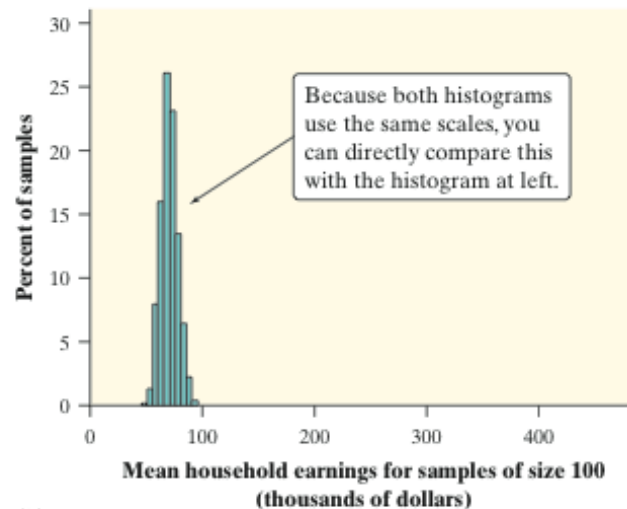 30
25
20
15
10
5
0
Percent of samples
Because both histograms
use the same scales, you
can directly compare this
with the histogram at left.
0
100
200
300
400
Mean household earnings for samples of size 100
(thousands of dollars)